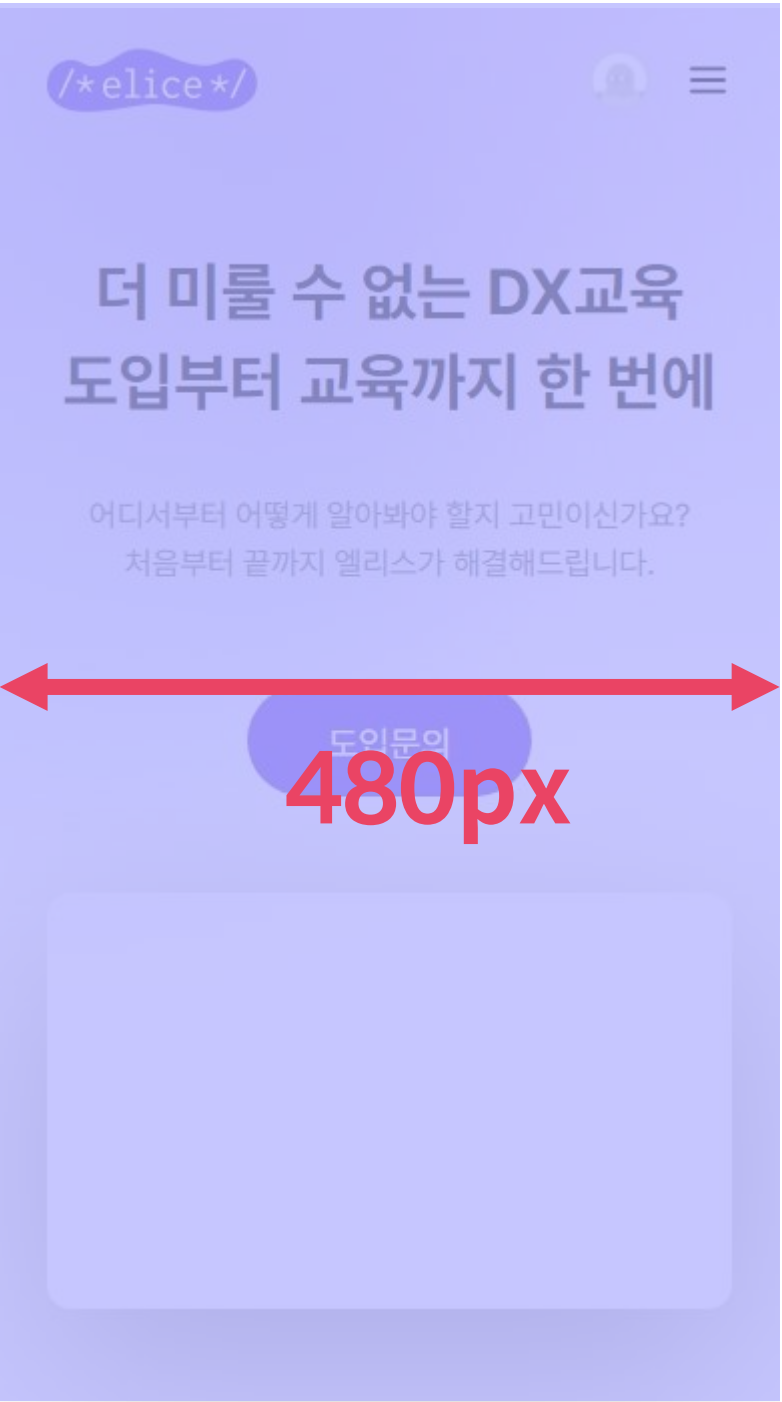 /*elice*/
더 미룰 수 없는 DX교육
도입부터 교육까지 한 번에
어디서부터 어떻게 알아봐야 할지 고민이신가요?
처음부터 끝까지 엘리스가 해결해드립니다.
도입문의
480px